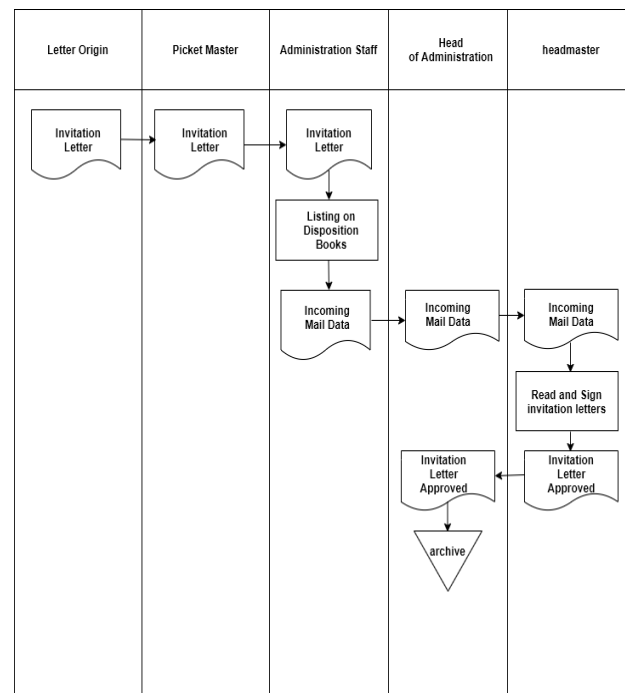 Letter Origin
Picket Master
Administration Staff
Head
of Administration
headmaster
Invitation
Letter
Invitation
Letter
Invitation
Letter
Listing on
Disposition
Books
Incoming
Mail Data
Incoming
Mail Data
Incoming
Mail Data
Read and Sign
invitation letters
Invitation
Letter
Approved
Invitation
Letter
Approved
archive